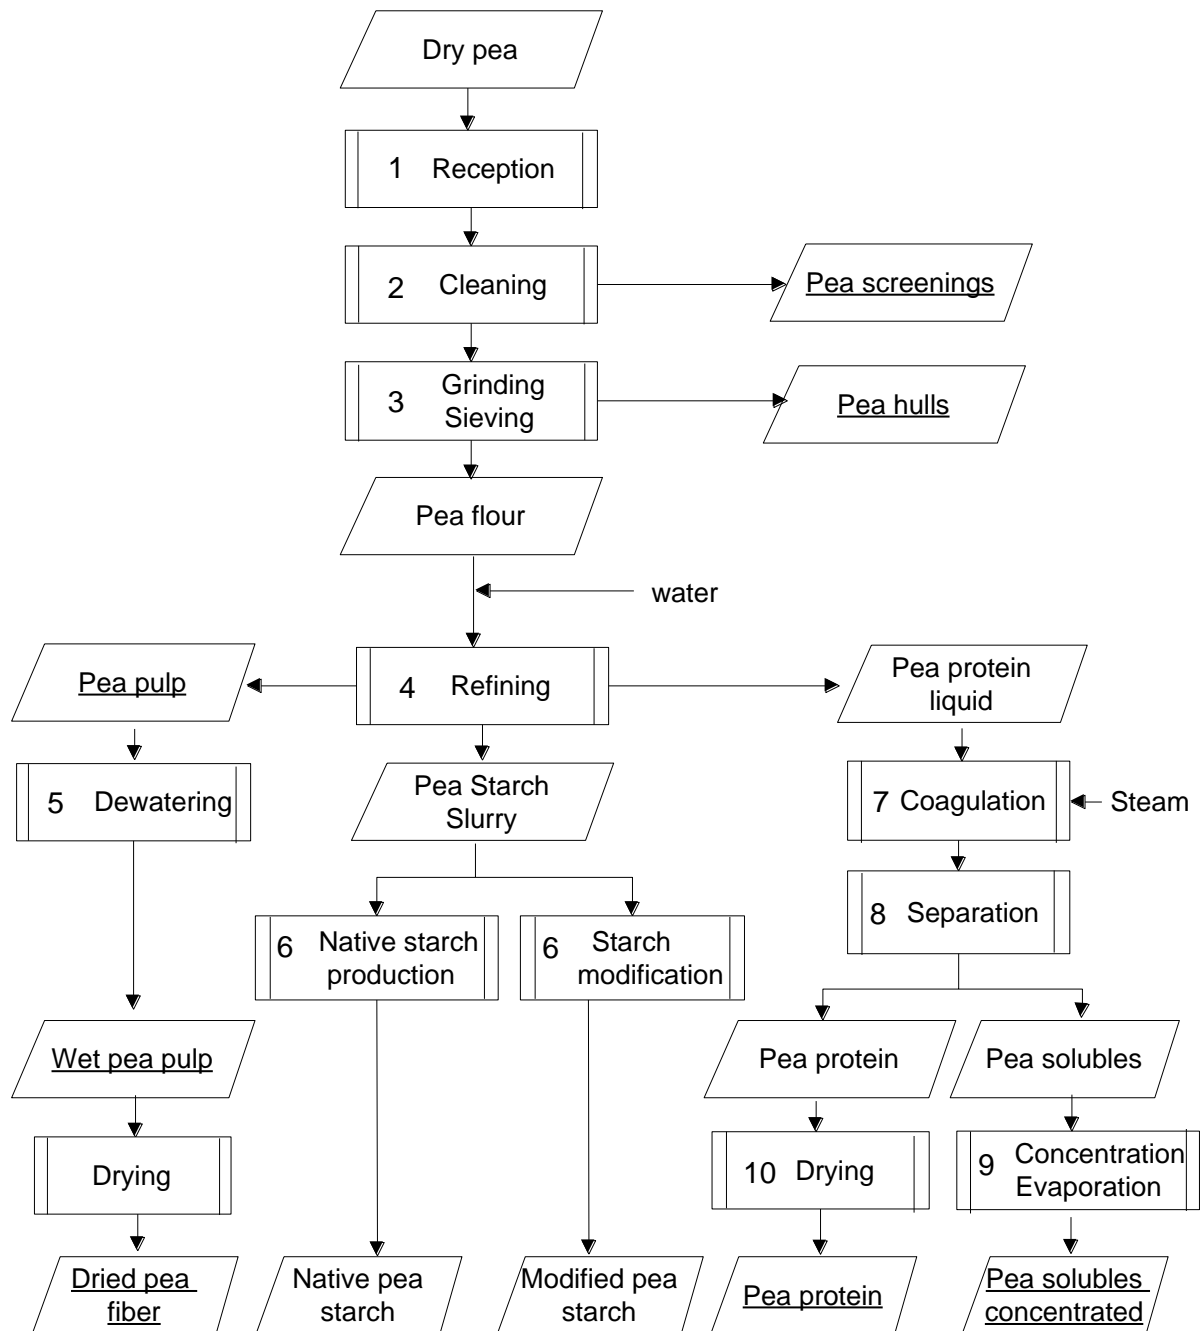 Dry pea
1 Reception
2 Cleaning
Pea screenings
3 Grinding
Sieving
Pea hulls
Pea flour
water
Pea pulp
4 Refining
Pea protein
liquid
5 Dewatering
Pea Starch
Slurry
7 Coagulation
Steam
8 Separation
6 Native starch
production
6 Starch
modification
Wet pea pulp
Pea protein
Pea solubles
Drying
10 Drying
9 Concentration
Evaporation
Dried pea
fiber
Native pea
starch
Modified pea
starch
Pea protein
Pea solubles
concentrated